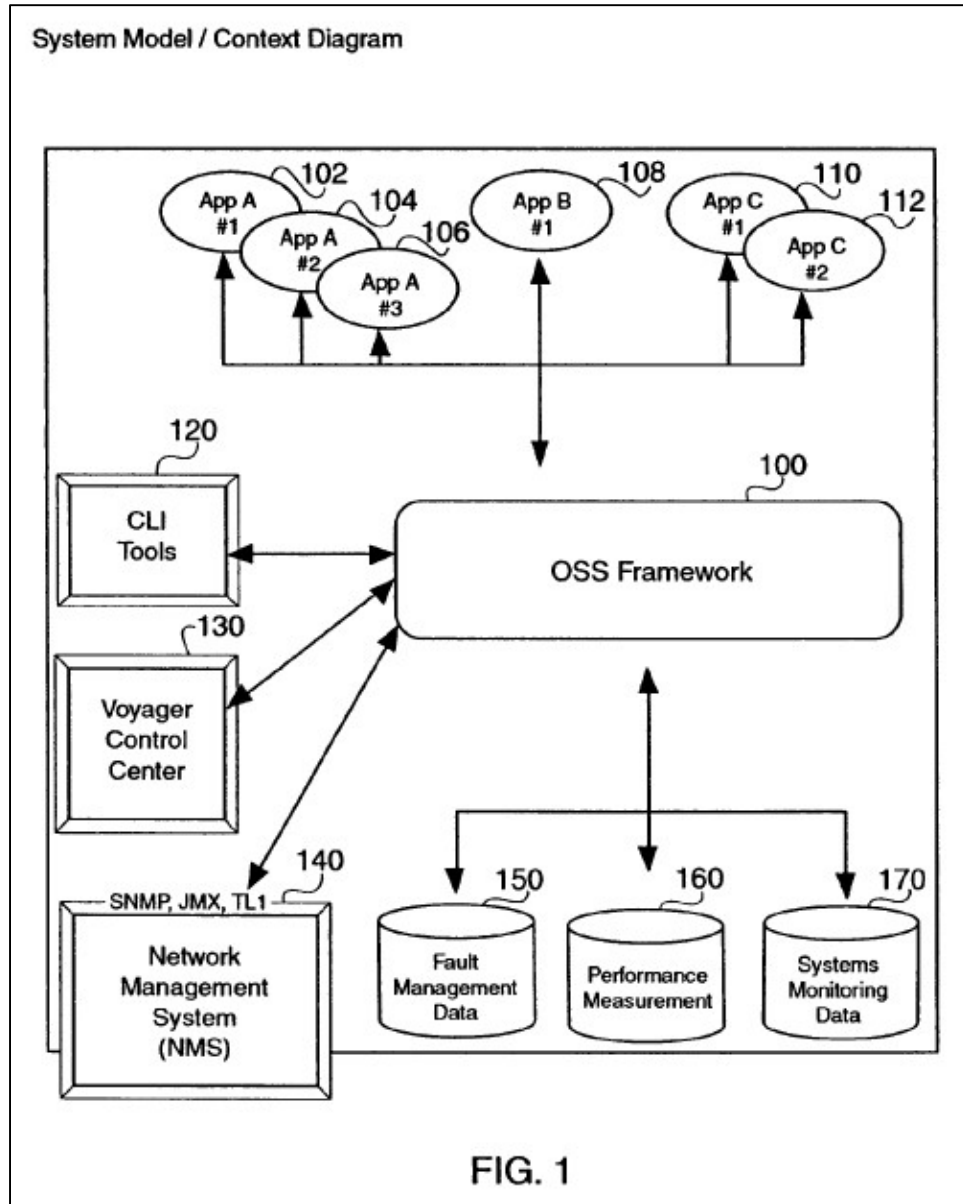 System Model / Context Diagram
102
App A
#1
104
App A
#2
106
App A
#3
108
App B
#1
110
App C
#1
112
App C
#2
120
CLI
Tools
100
OSS Framework
130
Voyager
Control
Center
140
SNMP, JMX, TL1
Network
Management
System
(NMS)
150
Fault
Management
Data
160
Performance
Measurement
170
Systems
Monitoring
Data
FIG. 1